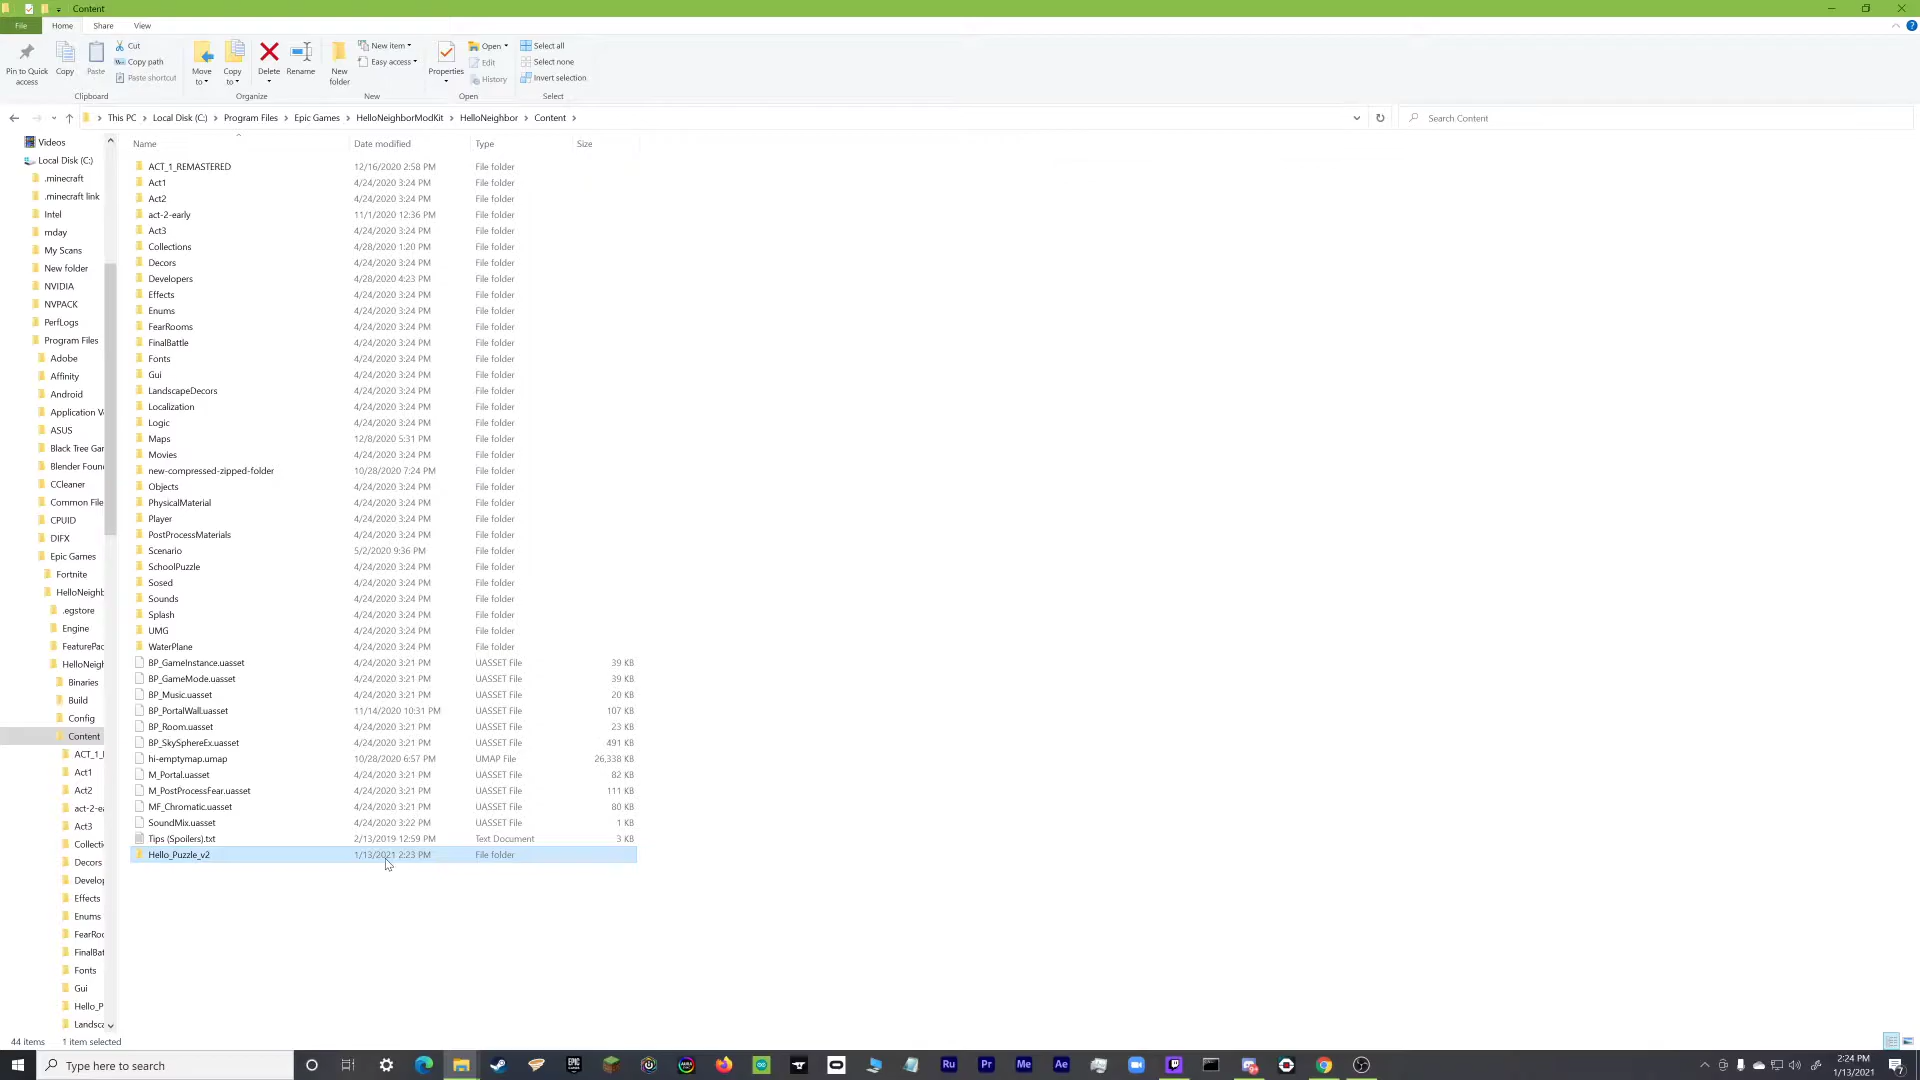 Content
File Home Share View
Pin to Quick access
Copy
Paste
Cut
Copy path
Paste shortcut
Move to
Copy to
Delete
Rename
New folder
New item
Easy access
Properties
Open
Edit
History
Select all
Select none
Invert selection
Clipboard Organize New Open Select
This PC Local Disk (C:) Program Files Epic Games HelloNeighborModKit HelloNeighbor Content
Search Content
Videos
Local Disk (C:)
.minecraft
.minecraft link
Intel
mday
My Scans
New folder
NVIDIA
NVPACK
PerfLogs
Program Files
Adobe
Affinity
Android
Application V
ASUS
Black Tree Gar
Blender Foun
CCleaner
Common File
CPUID
DIFX
Epic Games
Fortnite
HelloNeighb
.egstore
Engine
FeaturePac
HelloNeigh
Binaries
Build
Config
Content
ACT_1_I
Act1
Act2
act-2-ea
Act3
Collecti
Decors
Develop
Effects
Enums
FearRoo
FinalBat
Fonts
Gui
Hello_P
Landsca
Name Date modified Type Size
ACT_1_REMASTERED 12/16/2020 2:58 PM File folder
Act1 4/24/2020 3:24 PM File folder
Act2 4/24/2020 3:24 PM File folder
act-2-early 11/1/2020 12:36 PM File folder
Act3 4/24/2020 3:24 PM File folder
Collections 4/28/2020 1:20 PM File folder
Decors 4/24/2020 3:24 PM File folder
Developers 4/28/2020 4:23 PM File folder
Effects 4/24/2020 3:24 PM File folder
Enums 4/24/2020 3:24 PM File folder
FearRooms 4/24/2020 3:24 PM File folder
FinalBattle 4/24/2020 3:24 PM File folder
Fonts 4/24/2020 3:24 PM File folder
Gui 4/24/2020 3:24 PM File folder
LandscapeDecors 4/24/2020 3:24 PM File folder
Localization 4/24/2020 3:24 PM File folder
Logic 4/24/2020 3:24 PM File folder
Maps 12/8/2020 5:31 PM File folder
Movies 4/24/2020 3:24 PM File folder
new-compressed-zipped-folder 10/28/2020 7:24 PM File folder
Objects 4/24/2020 3:24 PM File folder
PhysicalMaterial 4/24/2020 3:24 PM File folder
Player 4/24/2020 3:24 PM File folder
PostProcessMaterials 4/24/2020 3:24 PM File folder
Scenario 5/2/2020 9:36 PM File folder
SchoolPuzzle 4/24/2020 3:24 PM File folder
Sosed 4/24/2020 3:24 PM File folder
Sounds 4/24/2020 3:24 PM File folder
Splash 4/24/2020 3:24 PM File folder
UMG 4/24/2020 3:24 PM File folder
WaterPlane 4/24/2020 3:24 PM File folder
BP_GameInstance.uasset 4/24/2020 3:21 PM UASSET File 39 KB
BP_GameMode.uasset 4/24/2020 3:21 PM UASSET File 39 KB
BP_Music.uasset 4/24/2020 3:21 PM UASSET File 20 KB
BP_PortalWall.uasset 11/14/2020 10:31 PM UASSET File 107 KB
BP_Room.uasset 4/24/2020 3:21 PM UASSET File 23 KB
BP_SkySphereEx.uasset 4/24/2020 3:21 PM UASSET File 491 KB
hi-emptymap.umap 10/28/2020 6:57 PM UMAP File 26,338 KB
M_Portal.uasset 4/24/2020 3:21 PM UASSET File 82 KB
M_PostProcessFear.uasset 4/24/2020 3:21 PM UASSET File 111 KB
MF_Chromatic.uasset 4/24/2020 3:21 PM UASSET File 80 KB
SoundMix.uasset 4/24/2020 3:22 PM UASSET File 1 KB
Tips (Spoilers).txt 2/13/2019 12:59 PM Text Document 3 KB
Hello_Puzzle_v2 1/13/2021 2:23 PM File folder
44 items 1 item selected
Type here to search
Ru Pr Me Ae
2:24 PM
1/13/2021